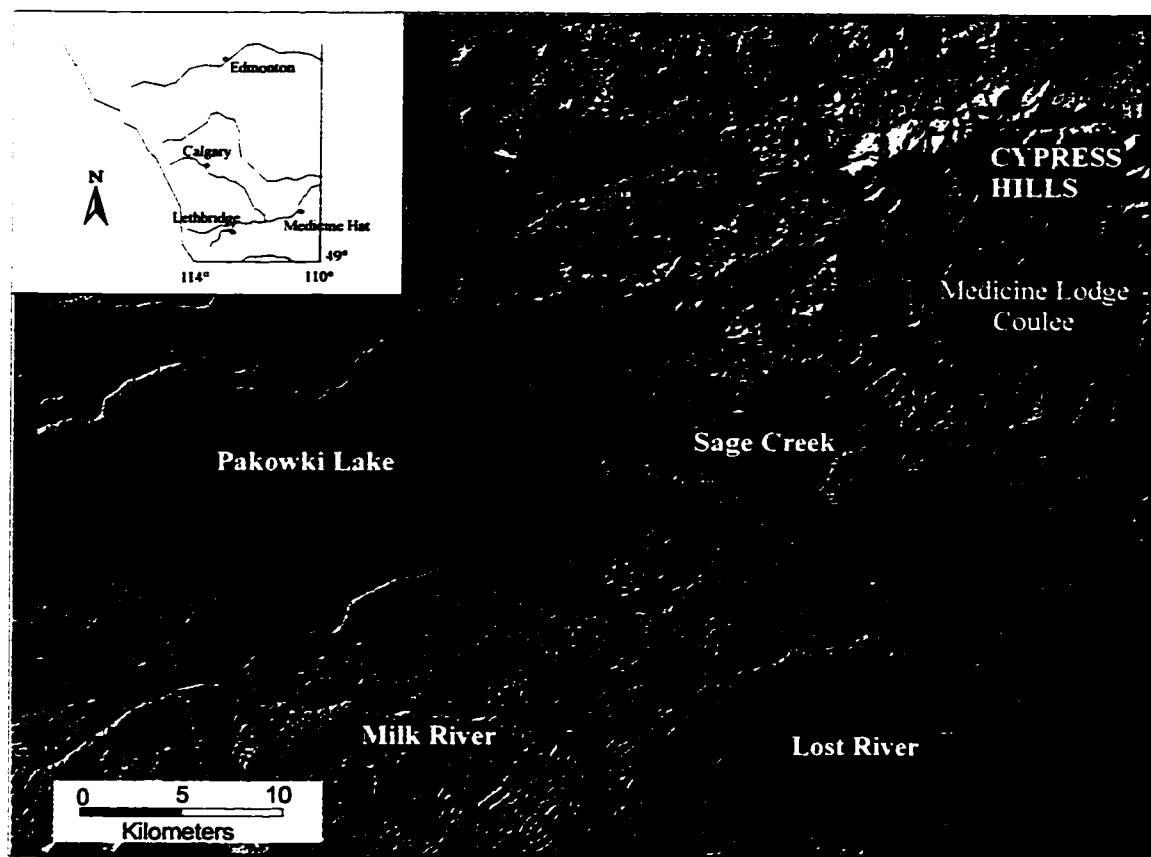 Edmonton
Calgary
N
Lethbridge
Medicine Hat
49°
114°
110°
CYPRESS
HILLS
Medicine Lodge
Coulee
Sage Creek
Pakowki Lake
Milk River
Lost River
0 5 10
Kilometers